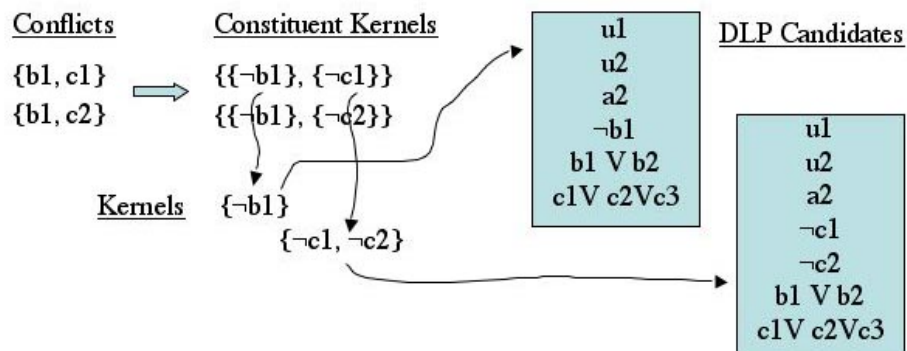 Conflicts
{b1, c1}
{b1, c2}
Constituent Kernels
{{¬b1}, {¬c1}}
{{¬b1}, {¬c2}}
Kernels
{¬b1}
{¬c1, ¬c2}
DLP Candidates
u1
u2
a2
¬b1
b1 V b2
c1V c2Vc3
u1
u2
a2
¬c1
¬c2
b1 V b2
c1V c2Vc3